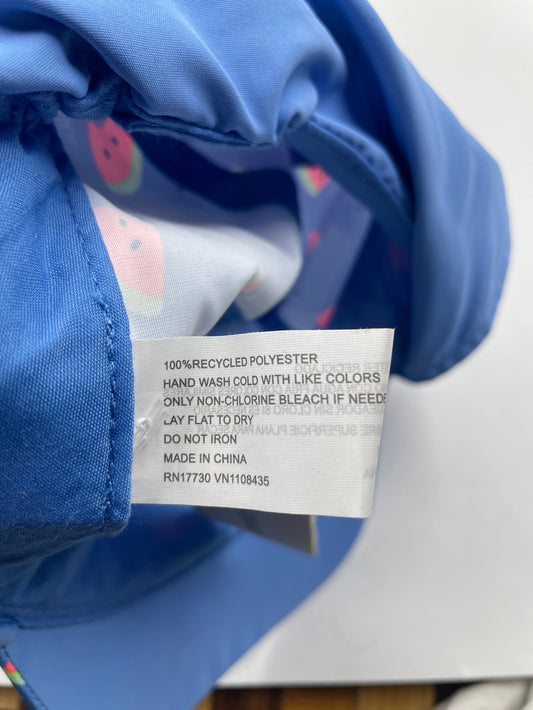 100%RECYCLED POLYESTER
HAND WASH COLD WITH LIKE COLORS
ONLY NON-CHLORINE BLEACH IF NEEDE
LAY FLAT TO DRY
DO NOT IRON
MADE IN CHINA
RN17730 VN1108435